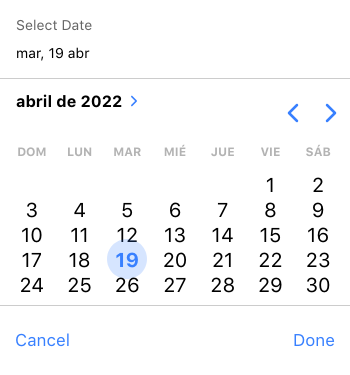 Select Date
mar, 19 abr
abril de 2022
DOM LUN MAR MIÉ JUE VIE SÁB
1 2
3 4 5 6 7 8 9
10 11 12 13 14 15 16
17 18 19 20 21 22 23
24 25 26 27 28 29 30
Cancel Done